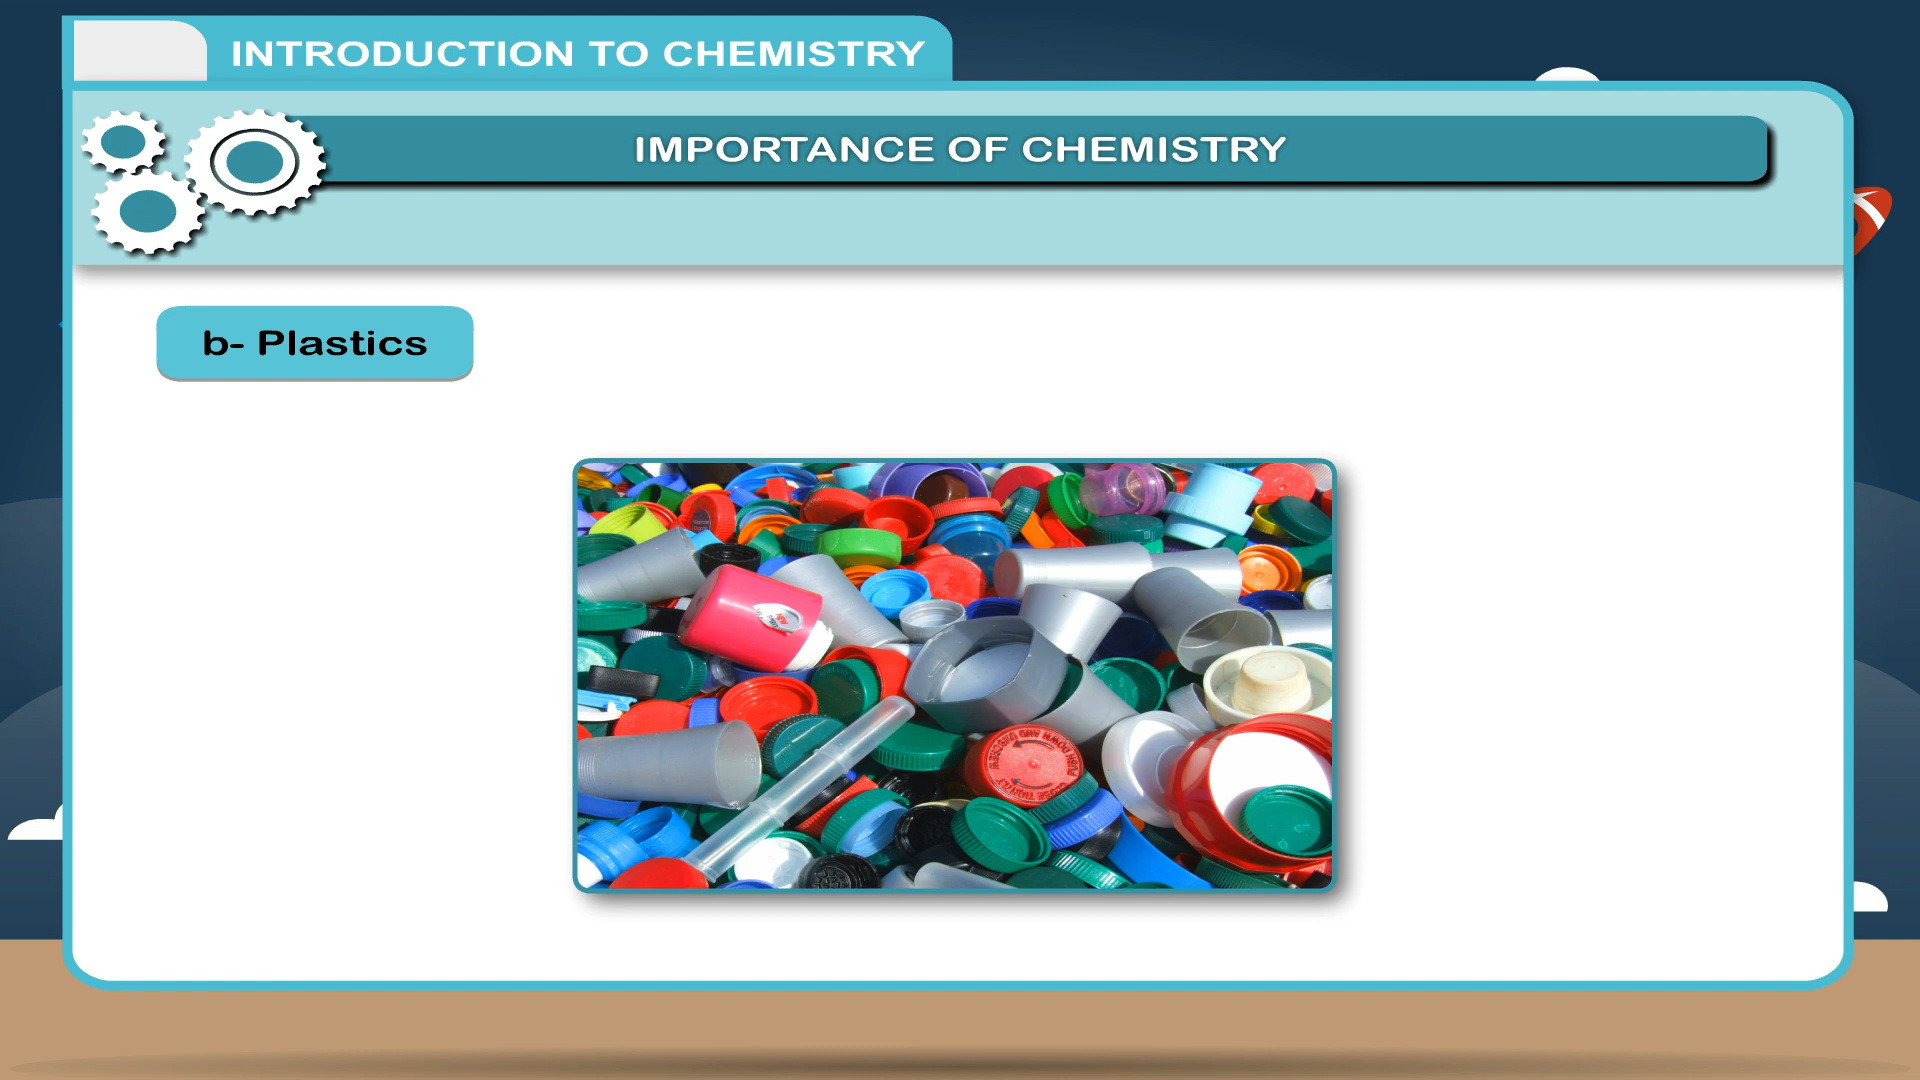 INTRODUCTION TO CHEMISTRY
IMPORTANCE OF CHEMISTRY
b- Plastics